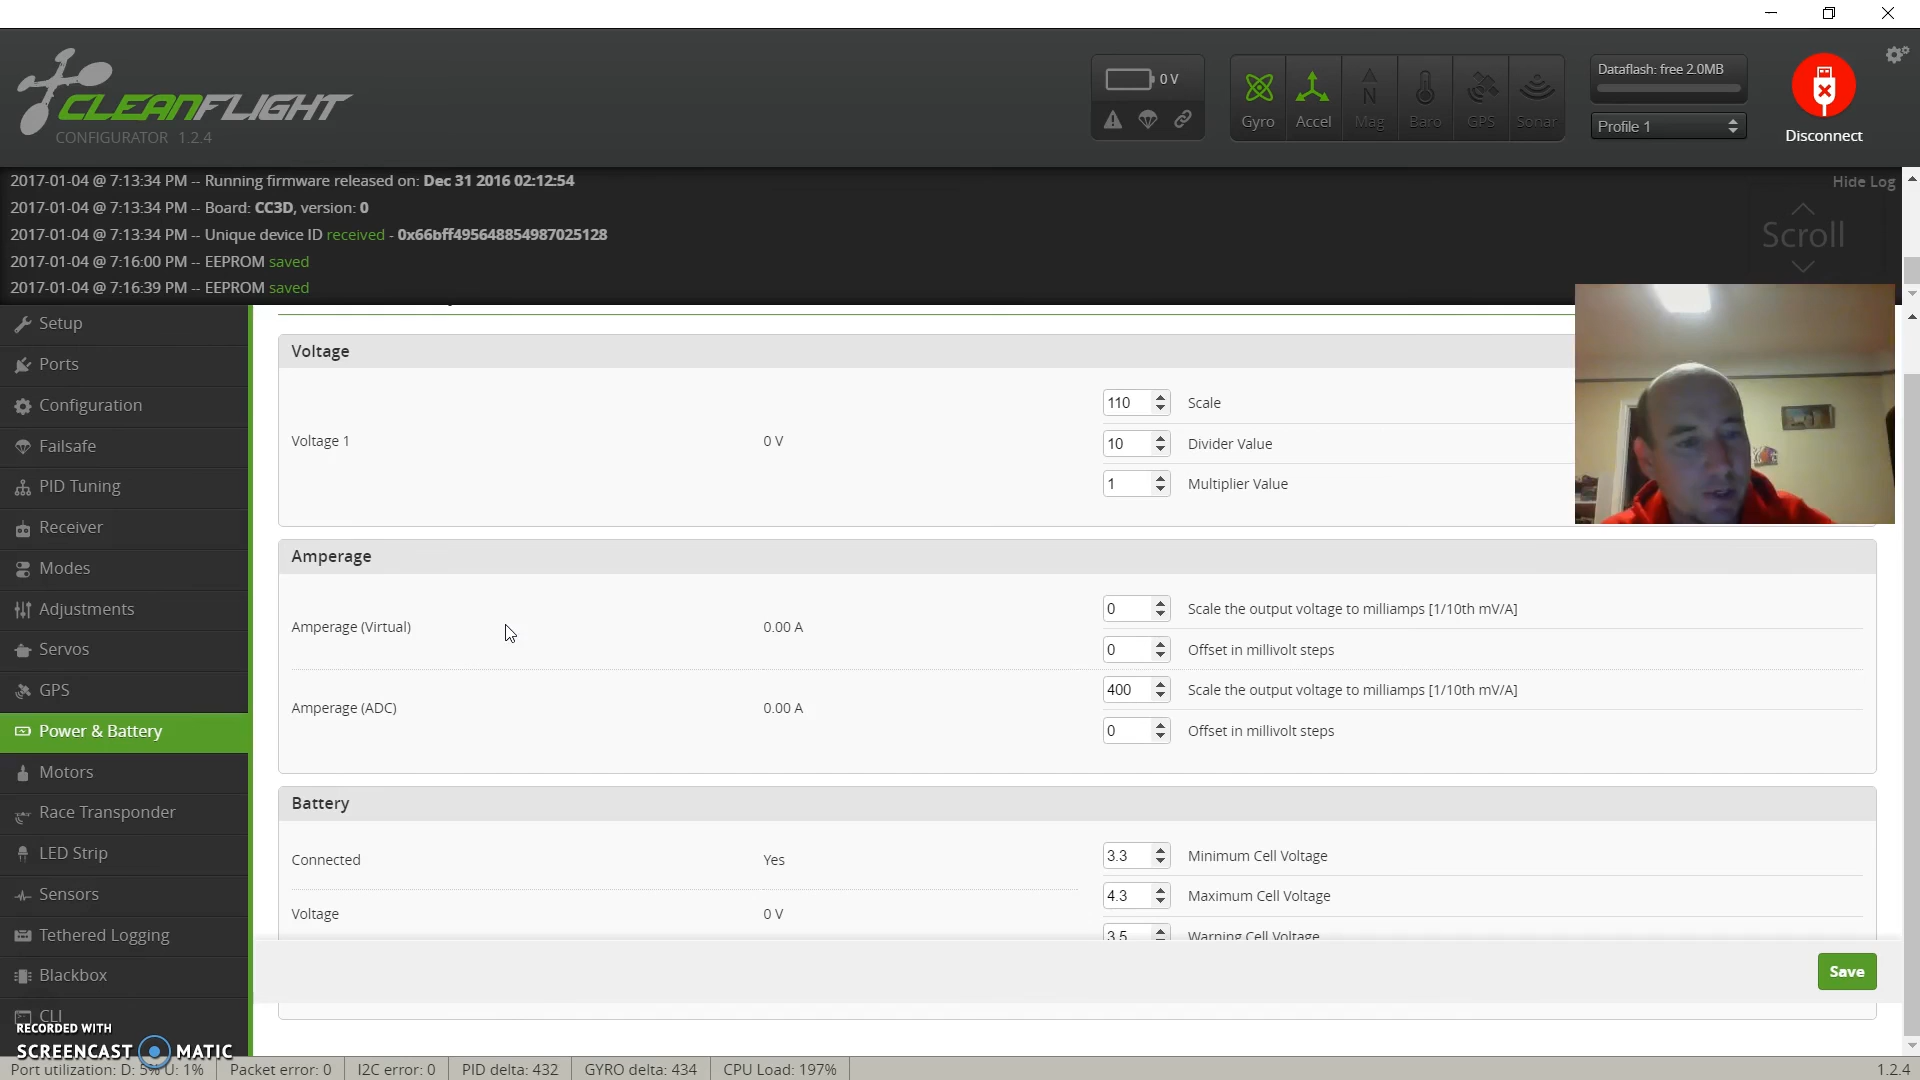 CLEANFLIGHT
CONFIGURATOR 1.2.4
0 V
Gyro
Accel
Mag
Baro
GPS
Sonar
Dataflash: free 2.0MB
Profile 1
Disconnect
2017-01-04 @ 7:13:34 PM -- Running firmware released on: Dec 31 2016 02:12:54
2017-01-04 @ 7:13:34 PM -- Board: CC3D, version: 0
2017-01-04 @ 7:13:34 PM -- Unique device ID received - 0x66bff495648854987025128
2017-01-04 @ 7:16:00 PM -- EEPROM saved
2017-01-04 @ 7:16:39 PM -- EEPROM saved
Hide Log
Scroll
Setup
Ports
Configuration
Failsafe
PID Tuning
Receiver
Modes
Adjustments
Servos
GPS
Power & Battery
Motors
Race Transponder
LED Strip
Sensors
Tethered Logging
Blackbox
CLI
Voltage
Voltage 1
0 V
110 Scale
10 Divider Value
1 Multiplier Value
Amperage
Amperage (Virtual)
0.00 A
0 Scale the output voltage to milliamps [1/10th mV/A]
0 Offset in millivolt steps
Amperage (ADC)
0.00 A
400 Scale the output voltage to milliamps [1/10th mV/A]
0 Offset in millivolt steps
Battery
Connected
Yes
3.3 Minimum Cell Voltage
4.3 Maximum Cell Voltage
Voltage
0 V
3.5 Warning Cell Voltage
Save
RECORDED WITH
SCREENCAST MATIC
Port utilization: D: 5% U: 1%
Packet error: 0
I2C error: 0
PID delta: 432
GYRO delta: 434
CPU Load: 197%
1.2.4